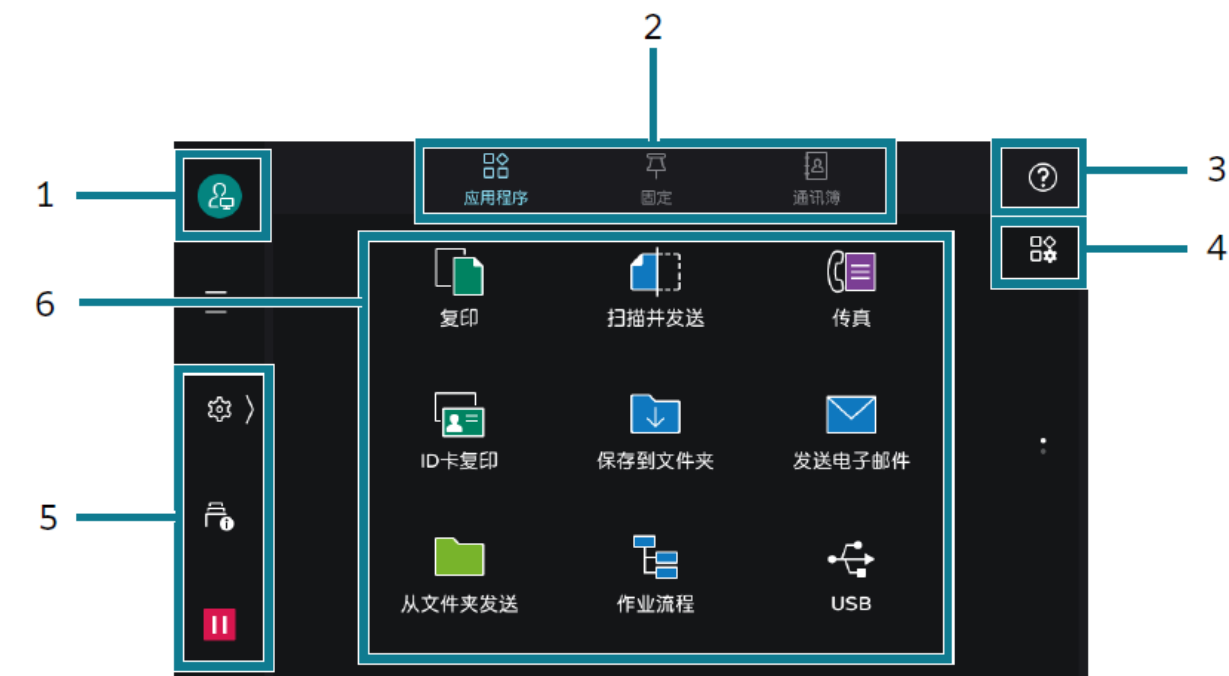 2
1
应用程序
固定
通讯簿
3
4
6
复印
扫描并发送
传真
ID卡复印
保存到文件夹
发送电子邮件
5
从文件夹发送
作业流程
USB